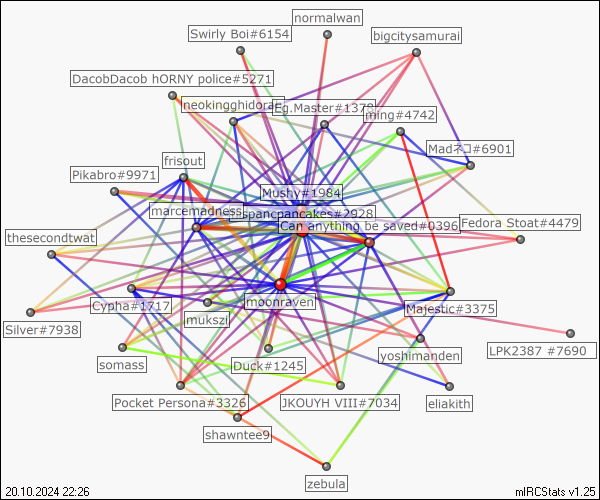 normalwan
Swirly Boi#6154
bigcitysamurai
DacobDacob hORNY police#5271
neokingghidorah
Eg.Master#1378
ming#4742
Madネコ#6901
frisout
Pikabro#9971
Mushy#1984
marcemadness
spancpancakes#2928
Can anything be saved#0396
Fedora Stoat#4479
thesecondtwat
Cypha#1717
moonraven
Majestic#3375
jmukszi
Silver#7938
yoshimanden
LPK2387 #7690
somass
Duck#1245
Pocket Persona#3326
JKOUYH VIII#7034
eliakith
shawntee9
zebula
20.10.2024 22:26
mIRCStats v1.25